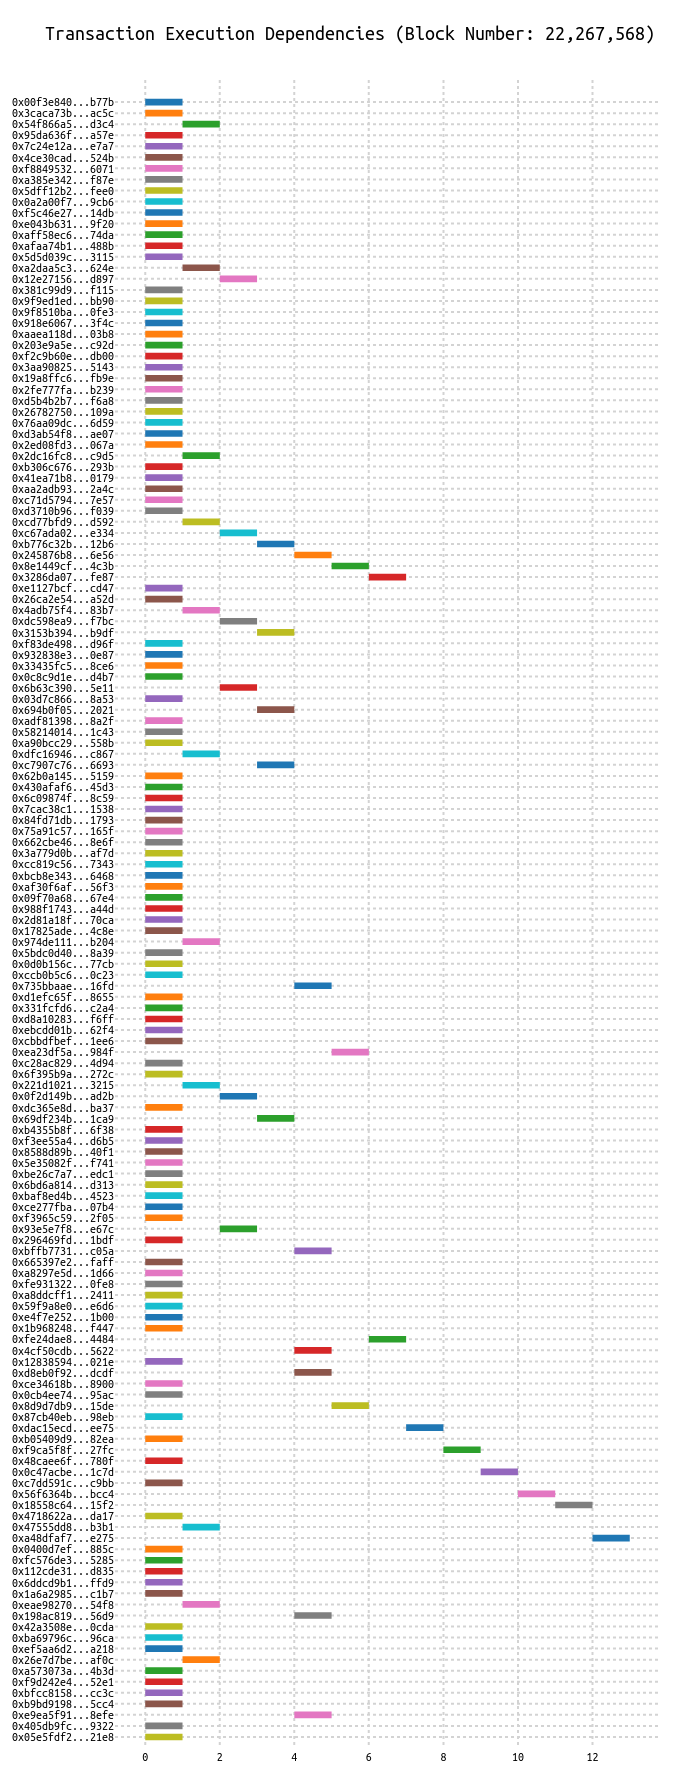 Transaction Execution Dependencies (Block Number: 22,267,568)
0x00f3e840...b77b
0x3caca73b...ac5c
0x54f866a5...d3c4
0x95da636f...a57e
0x7c24e12a...e7a7
0x4ce30cad...524b
0xf8849532...6071
0xa385e342...f87e
0x5dff12b2...fee0
0x0a2a00f7...9cb6
0xf5c46e27...14db
0xe043b631...9f20
0xaff58ec6...74da
0xafaa74b1...488b
0x5d5d039c...3115
0xa2daa5c3...624e
0x12e27156...d897
0x381c99d9...f115
0x9f9ed1ed...bb90
0x9f8510ba...0fe3
0x918e6067...3f4c
0xaaea118d...03b8
0x203e9a5e...c92d
0xf2c9b60e...db00
0x3aa90825...5143
0x19a8ffc6...fb9e
0x2fe777fa...b239
0xd5b4b2b7...f6a8
0x26782750...109a
0x76aa09dc...6d59
0xd3ab54f8...ae07
0x2ed08fd3...067a
0x2dc16fc8...c9d5
0xb306c676...293b
0x41ea71b8...0179
0xaa2adb93...2a4c
0xc71d5794...7e57
0xd3710b96...f039
0xcd77bfd9...d592
0xc67ada02...e334
0xb776c32b...12b6
0x245876b8...6e56
0x8e1449cf...4c3b
0x3286da07...fe87
0xe1127bcf...cd47
0x26ca2e54...a52d
0x4adb75f4...83b7
0xdc598ea9...f7bc
0x3153b394...b9df
0xf83de498...d96f
0x932838e3...0e87
0x33435fc5...8ce6
0x0c8c9d1e...d4b7
0x6b63c390...5e11
0x03d7c866...8a53
0x694b0f05...2021
0xadf81398...8a2f
0x58214014...1c43
0xa90bcc29...558b
0xdfc16946...c867
0xc7907c76...6693
0x62b0a145...5159
0x430afaf6...45d3
0x6c09874f...8c59
0x7cac38c1...1538
0x84fd71db...1793
0x75a91c57...165f
0x662cbe46...8e6f
0x3a779d0b...af7d
0xcc819c56...7343
0xbcb8e343...6468
0xaf30f6af...56f3
0x09f70a68...67e4
0x988f1743...a44d
0x2d81a18f...70ca
0x17825ade...4c8e
0x974de111...b204
0x5bdc0d40...8a39
0x0d0b156c...77cb
0xccb0b5c6...0c23
0x735bbaae...16fd
0xd1efc65f...8655
0x331fcfd6...c2a4
0xd8a10283...f6ff
0xebcdd01b...62f4
0xcbbdfbef...1ee6
0xea23df5a...984f
0xc28ac829...4d94
0x6f395b9a...272c
0x221d1021...3215
0x0f2d149b...ad2b
0xdc365e8d...ba37
0x69df234b...1ca9
0xb4355b8f...6f38
0xf3ee55a4...d6b5
0x8588d89b...40f1
0x5e35082f...f741
0xbe26c7a7...edc1
0x6bd6a814...d313
0xbaf8ed4b...4523
0xce277fba...07b4
0xf3965c59...2f05
0x93e5e7f8...e67c
0x296469fd...1bdf
0xbffb7731...c05a
0x665397e2...faff
0xa8297e5d...1d66
0xfe931322...0fe8
0xa8ddcff1...2411
0x59f9a8e0...e6d6
0xe4f7e252...1b00
0x1b968248...f447
0xfe24dae8...4484
0x4cf50cdb...5622
0x12838594...021e
0xd8eb0f92...dcdf
0xce34618b...8900
0x0cb4ee74...95ac
0x8d9d7db9...15de
0x87cb40eb...98eb
0xdac15ecd...ee75
0xb05409d9...82ea
0xf9ca5f8f...27fc
0x48caee6f...780f
0x0c47acbe...1c7d
0xc7dd591c...c9bb
0x56f6364b...bcc4
0x18558c64...15f2
0x4718622a...da17
0x47555dd8...b3b1
0xa48dfaf7...e275
0x0400d7ef...885c
0xfc576de3...5285
0x112cde31...d835
0x6ddcd9b1...ffd9
0x1a6a2985...c1b7
0xeae98270...54f8
0x198ac819...56d9
0x42a3508e...0cda
0xba69796c...96ca
0xef5aa6d2...a218
0x26e7d7be...af0c
0xa573073a...4b3d
0xf9d242e4...52e1
0xbfcc8158...cc3c
0xb9bd9198...5cc4
0xe9ea5f91...8efe
0x405db9fc...9322
0x05e5fdf2...21e8
0 2 4 6 8 10 12